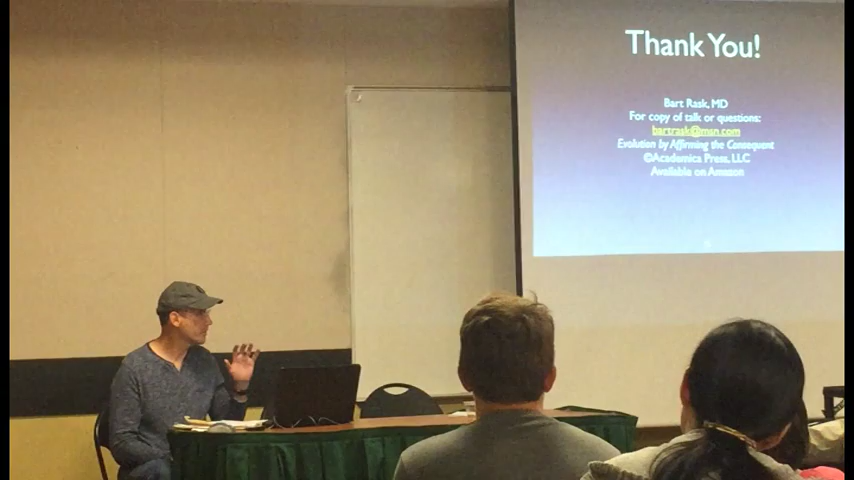 Thank You!
Bart Rask, MD
For copy of talk or questions:
bartrask@msn.com
Evolution by Affirming the Consequent
©Academica Press, LLC
Available on Amazon